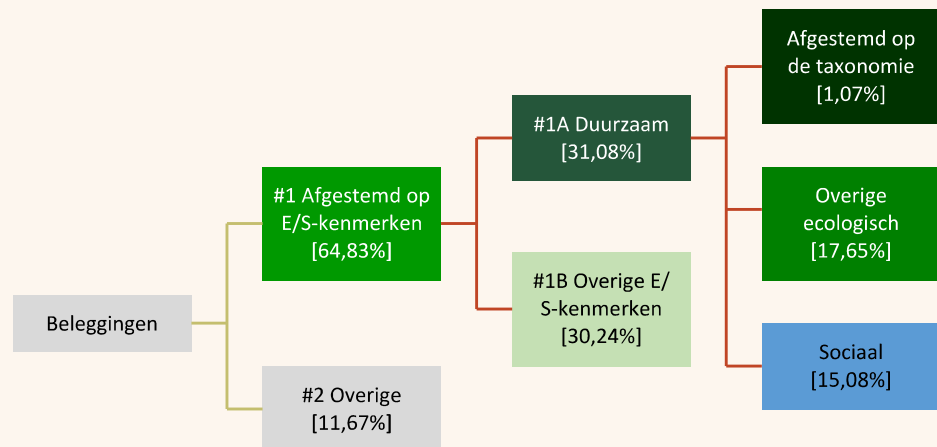 Beleggingen
#1 Afgestemd op
E/S-kenmerken
[64,83%]
#2 Overige
[11,67%]
#1A Duurzaam
[31,08%]
#1B Overige E/
S-kenmerken
[30,24%]
Afgestemd op
de taxonomie
[1,07%]
Overige
ecologisch
[17,65%]
Sociaal
[15,08%]